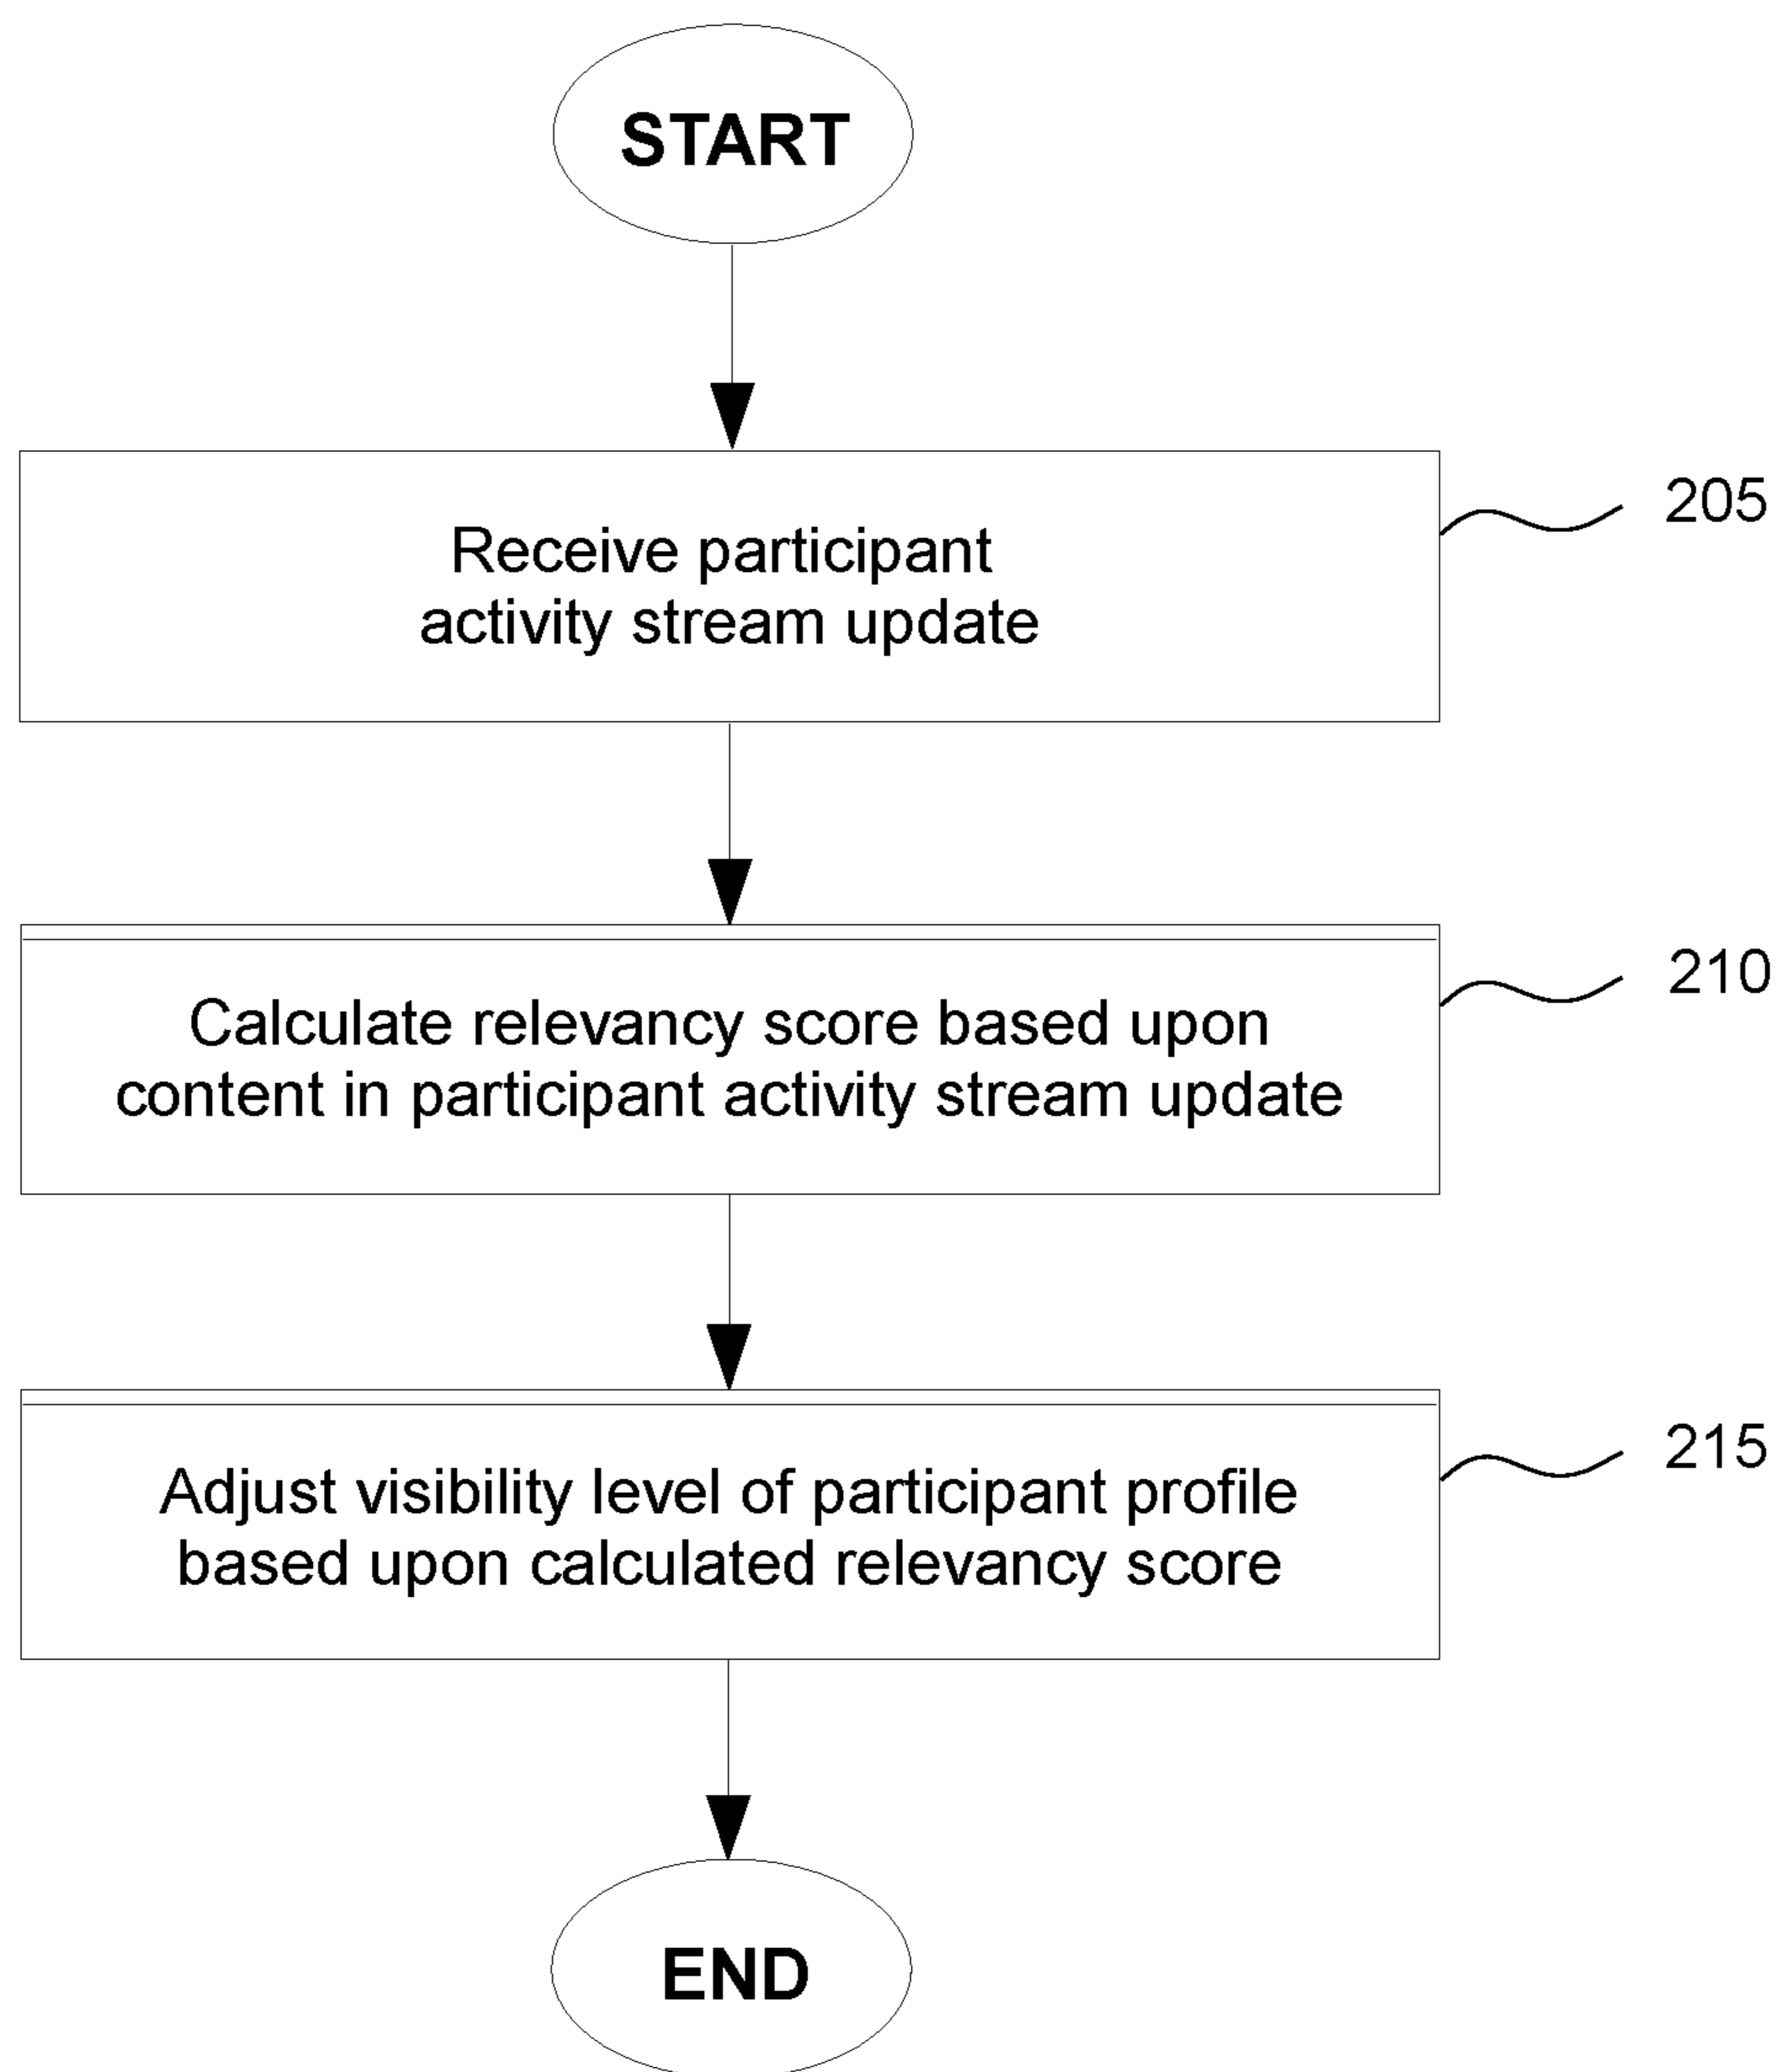 START
Receive participant
activity stream update
205
Calculate relevancy score based upon
content in participant activity stream update
210
Adjust visibility level of participant profile
based upon calculated relevancy score
215
END